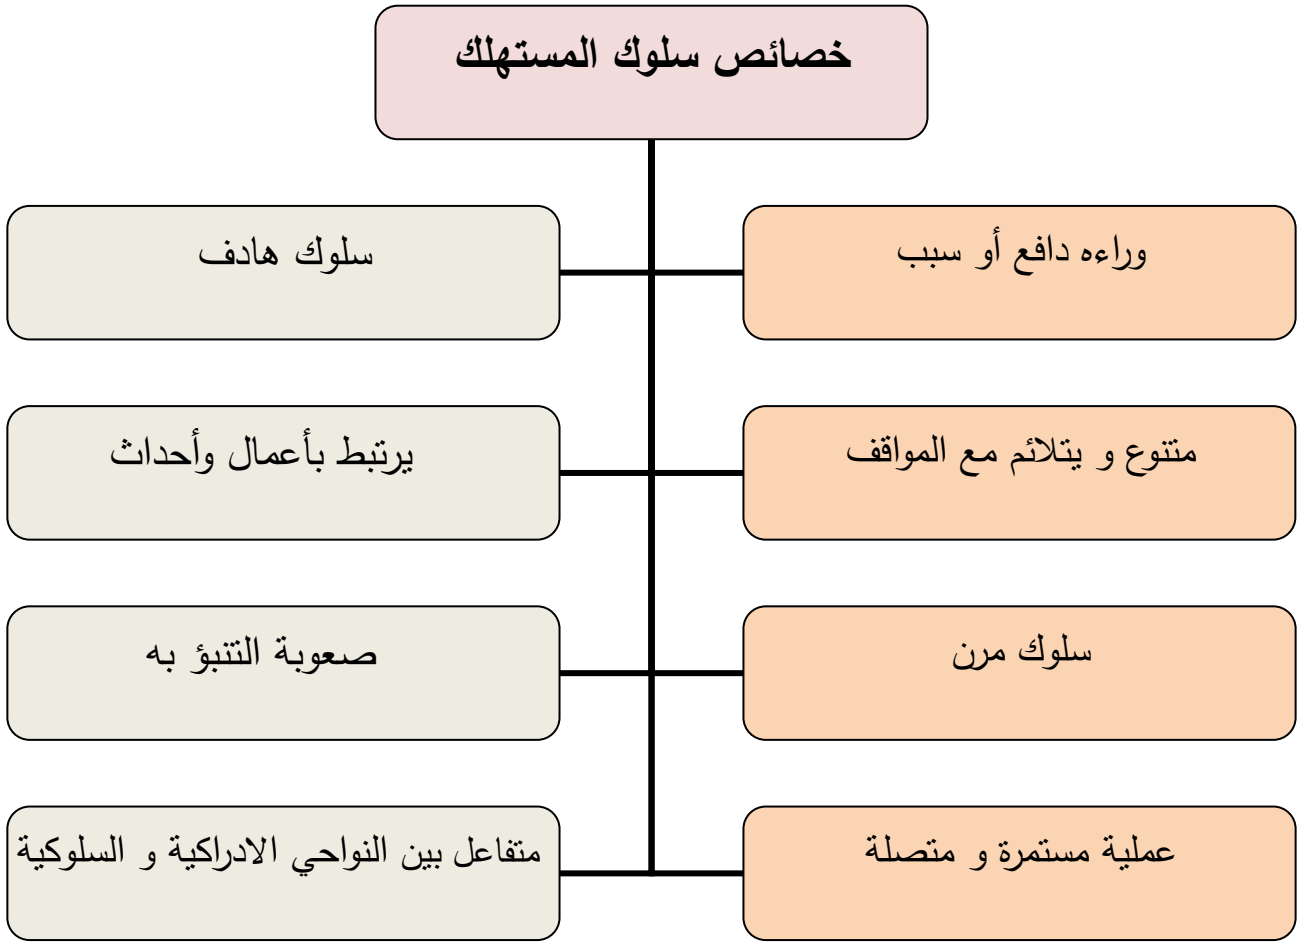 خصائص سلوك المستهلك
وراءه دافع أو سبب
سلوك هادف
متنوع و يتلائم مع المواقف
يرتبط بأعمال وأحداث
سلوك مرن
صعوبة التنبؤ به
عملية مستمرة و متصلة
متفاعل بين النواحي الادراكية و السلوكية